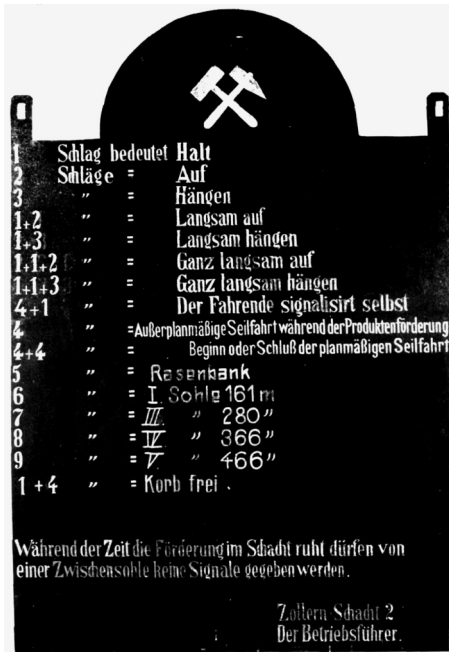 1 Schlag bedeutet Halt
2 Schläge = Auf
3 " = Hängen
1+2 " = Langsam auf
1+3 " = Langsam hängen
1+1+2 " = Ganz langsam auf
1+1+3 " = Ganz langsam hängen
4+1 " = Der Fahrende signalisirt selbst
4 " = Außerplanmäßige Seilfahrt während der Produktenförderung
4+4 " = Beginn oder Schluß der planmäßigen Seilfahrt
5 " = Rasenbank
6 " = I. Sohle 161 m
7 " = III. " 280 "
8 " = IV. " 366 "
9 " = V. " 466 "
1+4 " = Korb frei .
Während der Zeit die Förderung im Schacht ruht dürfen von
einer Zwischensohle keine Signale gegeben werden.
Zollern Schacht 2
Der Betriebsführer.